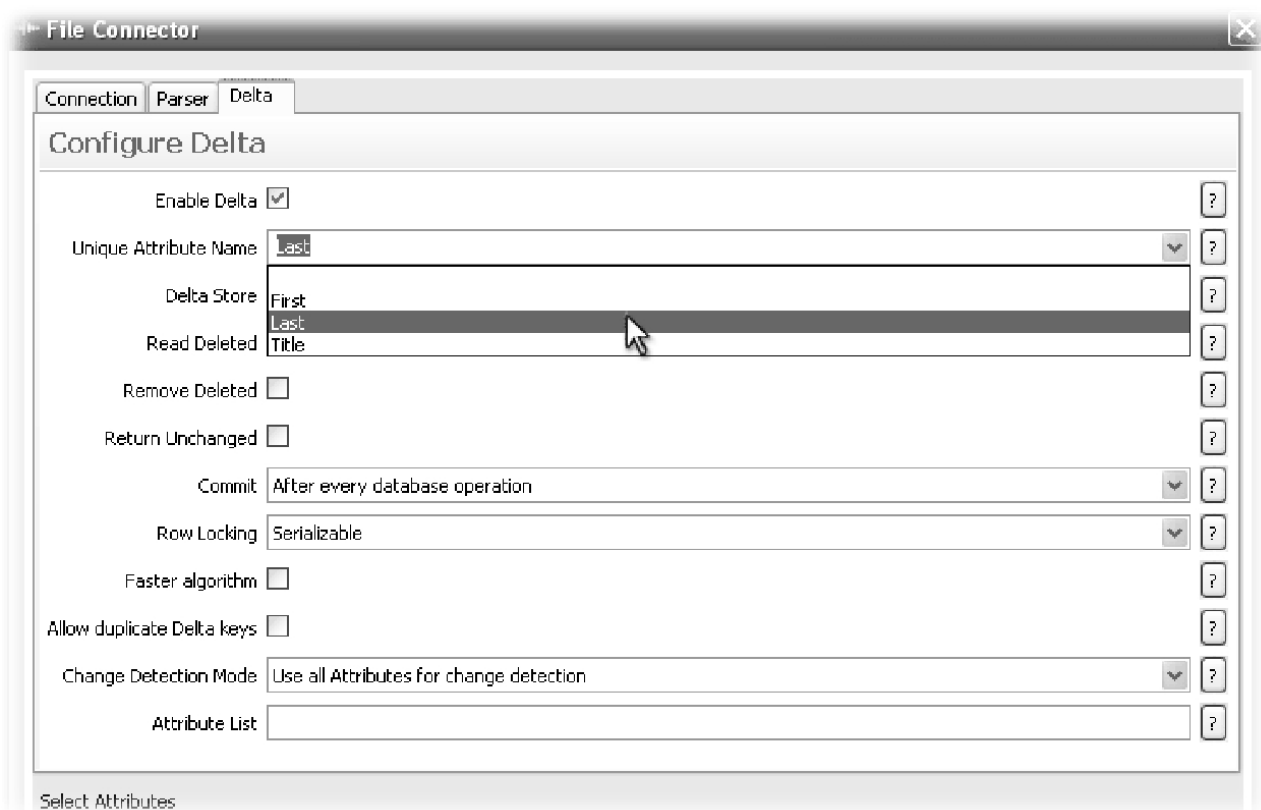 File Connector
Connection Parser Delta
Configure Delta
Enable Delta ?
Unique Attribute Name Last ?
Delta Store ?
First
Last
Read Deleted Title ?
Remove Deleted ?
Return Unchanged ?
Commit After every database operation ?
Row Locking Serializable ?
Faster algorithm ?
Allow duplicate Delta keys ?
Change Detection Mode Use all Attributes for change detection ?
Attribute List ?
Select Attributes